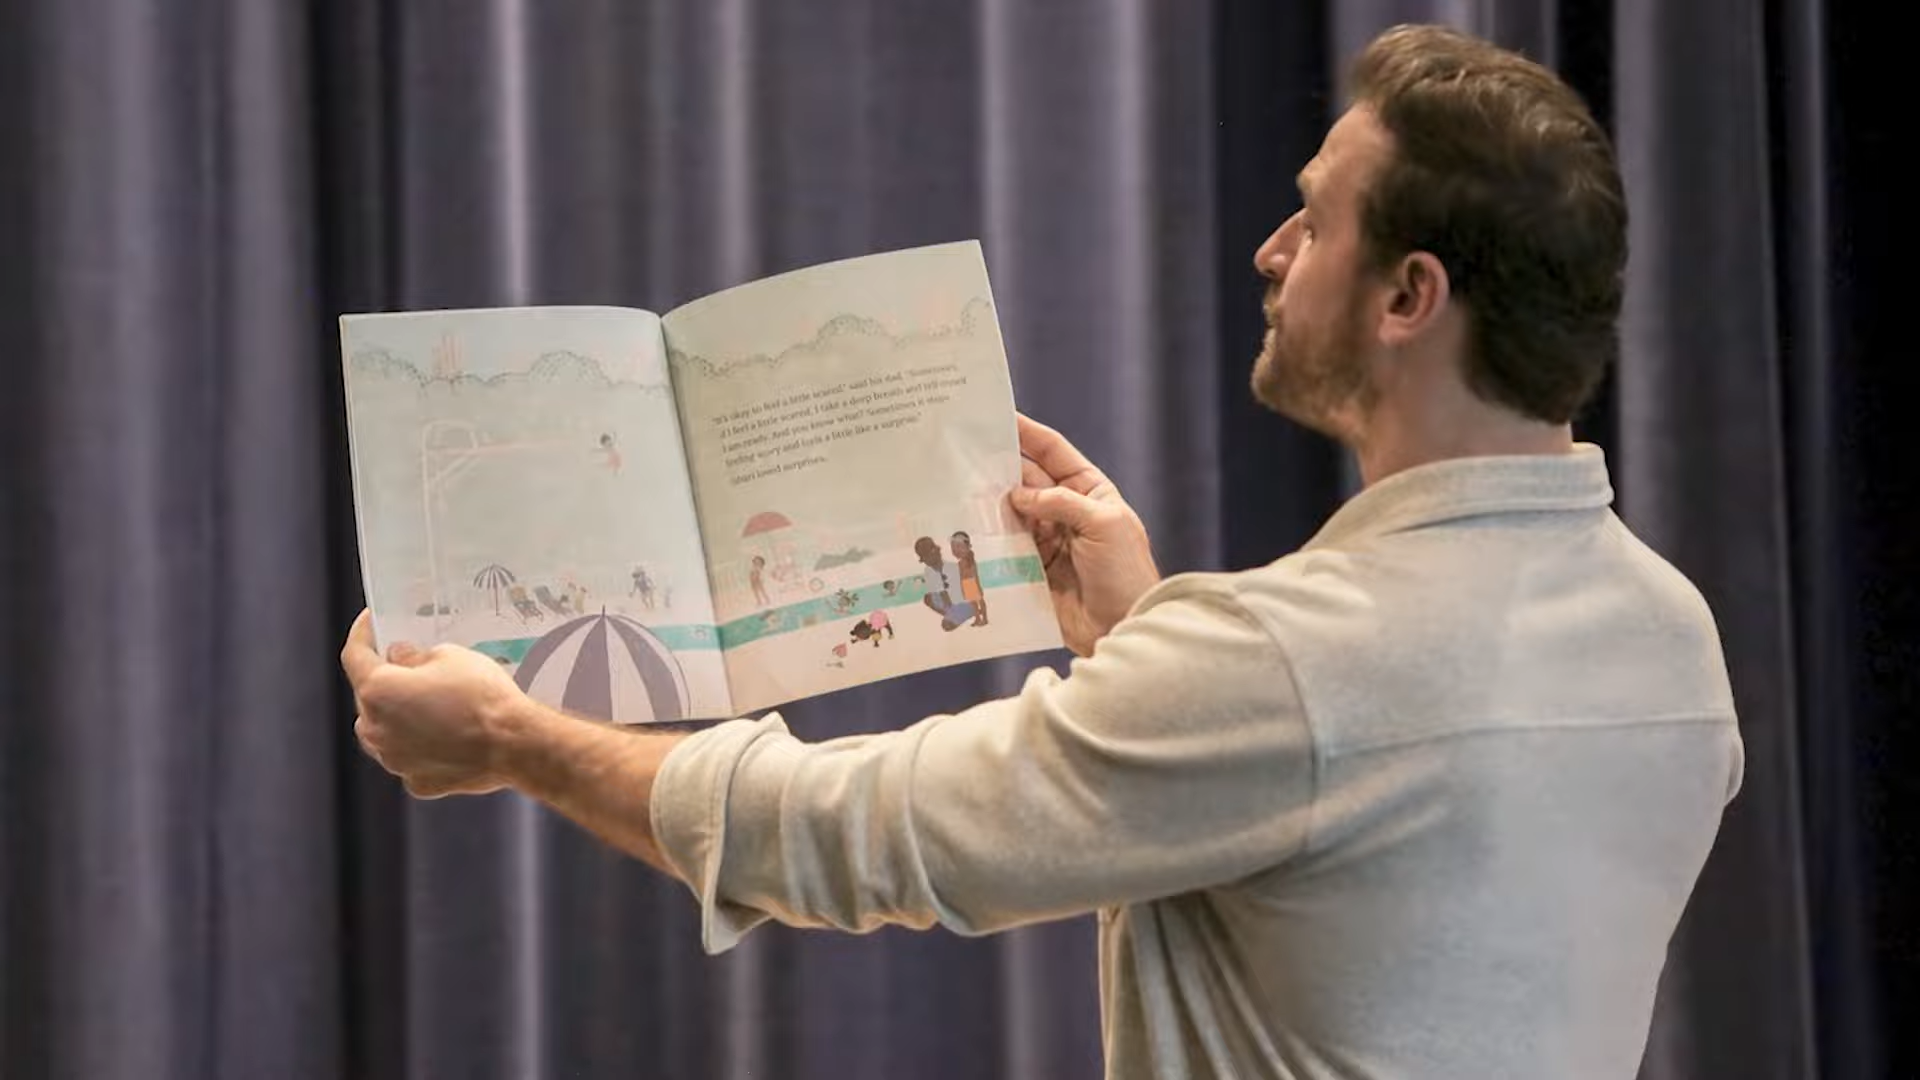 "It's okay to feel a little scared," said his dad. "Sometimes,
if I feel a little scared, I take a deep breath and tell myself
I am ready. And you know what? Sometimes it stops
feeling scary and feels a little like a surprise."
Jabari loved surprises.